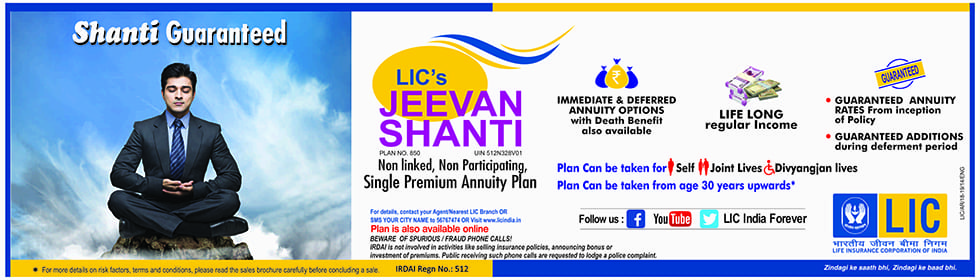 Shanti Guaranteed
LIC's
JEEVAN
SHANTI
PLAN NO. 850 UIN 512N328V01
Non linked, Non Participating,
Single Premium Annuity Plan
IMMEDIATE & DEFERRED
ANNUITY OPTIONS
with Death Benefit
also available
LIFE LONG
regular Income
GUARANTEED
• GUARANTEED ANNUITY
RATES From inception
of Policy
• GUARANTEED ADDITIONS
during deferment period
Plan Can be taken for Self Joint Lives Divyangjan lives
Plan Can be taken from age 30 years upwards*
For details, contact your Agent/Nearest LIC Branch OR
SMS YOUR CITY NAME to 56767474 OR Visit www.licindia.in
Plan is also available online
BEWARE OF SPURIOUS / FRAUD PHONE CALLS!
IRDAI is not involved in activities like selling insurance policies, announcing bonus or
investment of premiums. Public receiving such phone calls are requested to lodge a police complaint.
Follow us : f YouTube LIC India Forever
LIC/AR/18-19/14/ENG
LIC
भारतीय जीवन बीमा निगम
LIFE INSURANCE CORPORATION OF INDIA
* For more details on risk factors, terms and conditions, please read the sales brochure carefully before concluding a sale.
IRDAI Regn No.: 512
Zindagi ke saath bhi, Zindagi ke baad bhi.